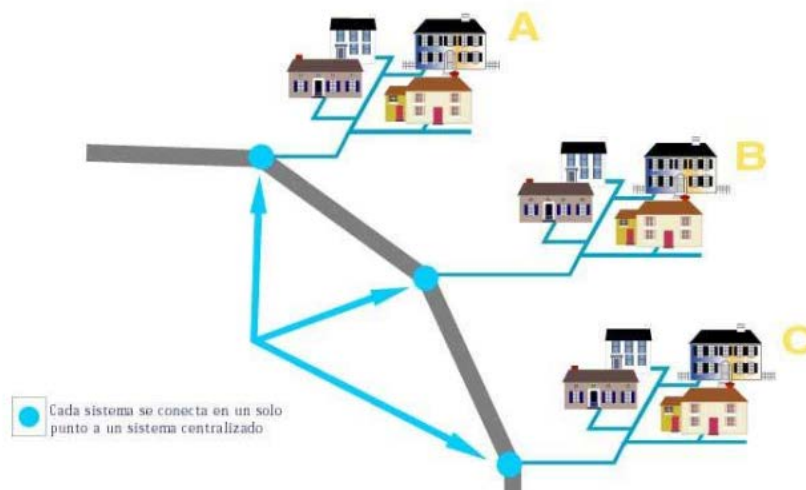 A
B
C
Cada sistema se conecta en un solo
punto a un sistema centralizado